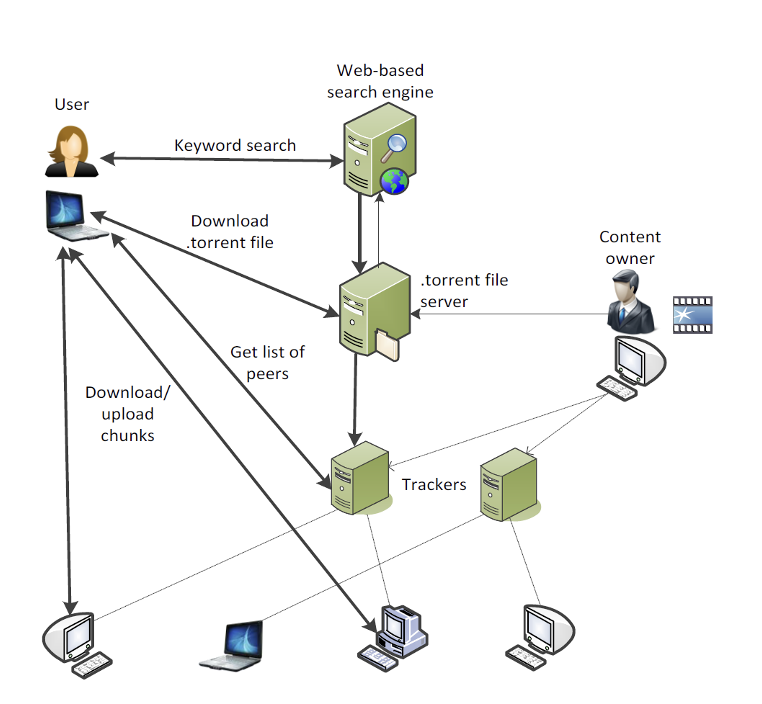 Web-based
search engine
User
Keyword search
Download
.torrent file
Content
owner
.torrent file
server
Get list of
peers
Download/
upload
chunks
Trackers